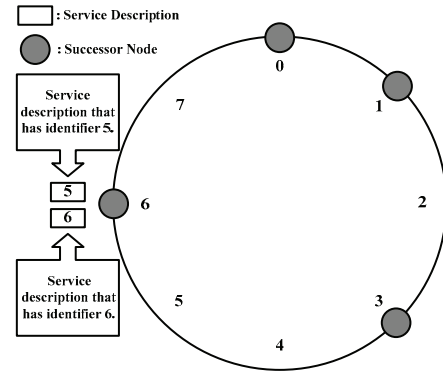 : Service Description
: Successor Node
Service
description that
has identifier 5.
5
6
Service
description that
has identifier 6.
0
1
2
3
4
5
6
7